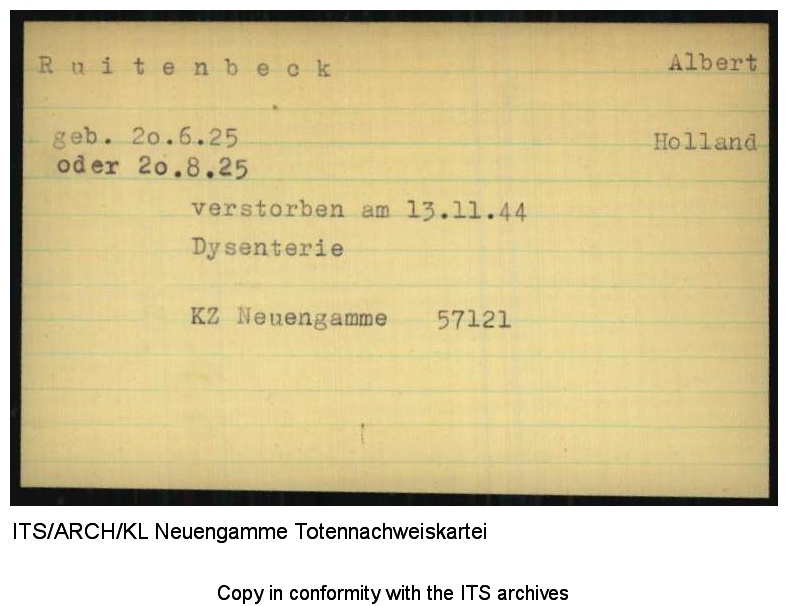 Ruitenbeck Albert
geb. 2o.6.25 Holland
oder 2o.8.25
verstorben am 13.11.44
Dysenterie
KZ Neuengamme 57121
ITS/ARCH/KL Neuengamme Totennachweiskartei
Copy in conformity with the ITS archives